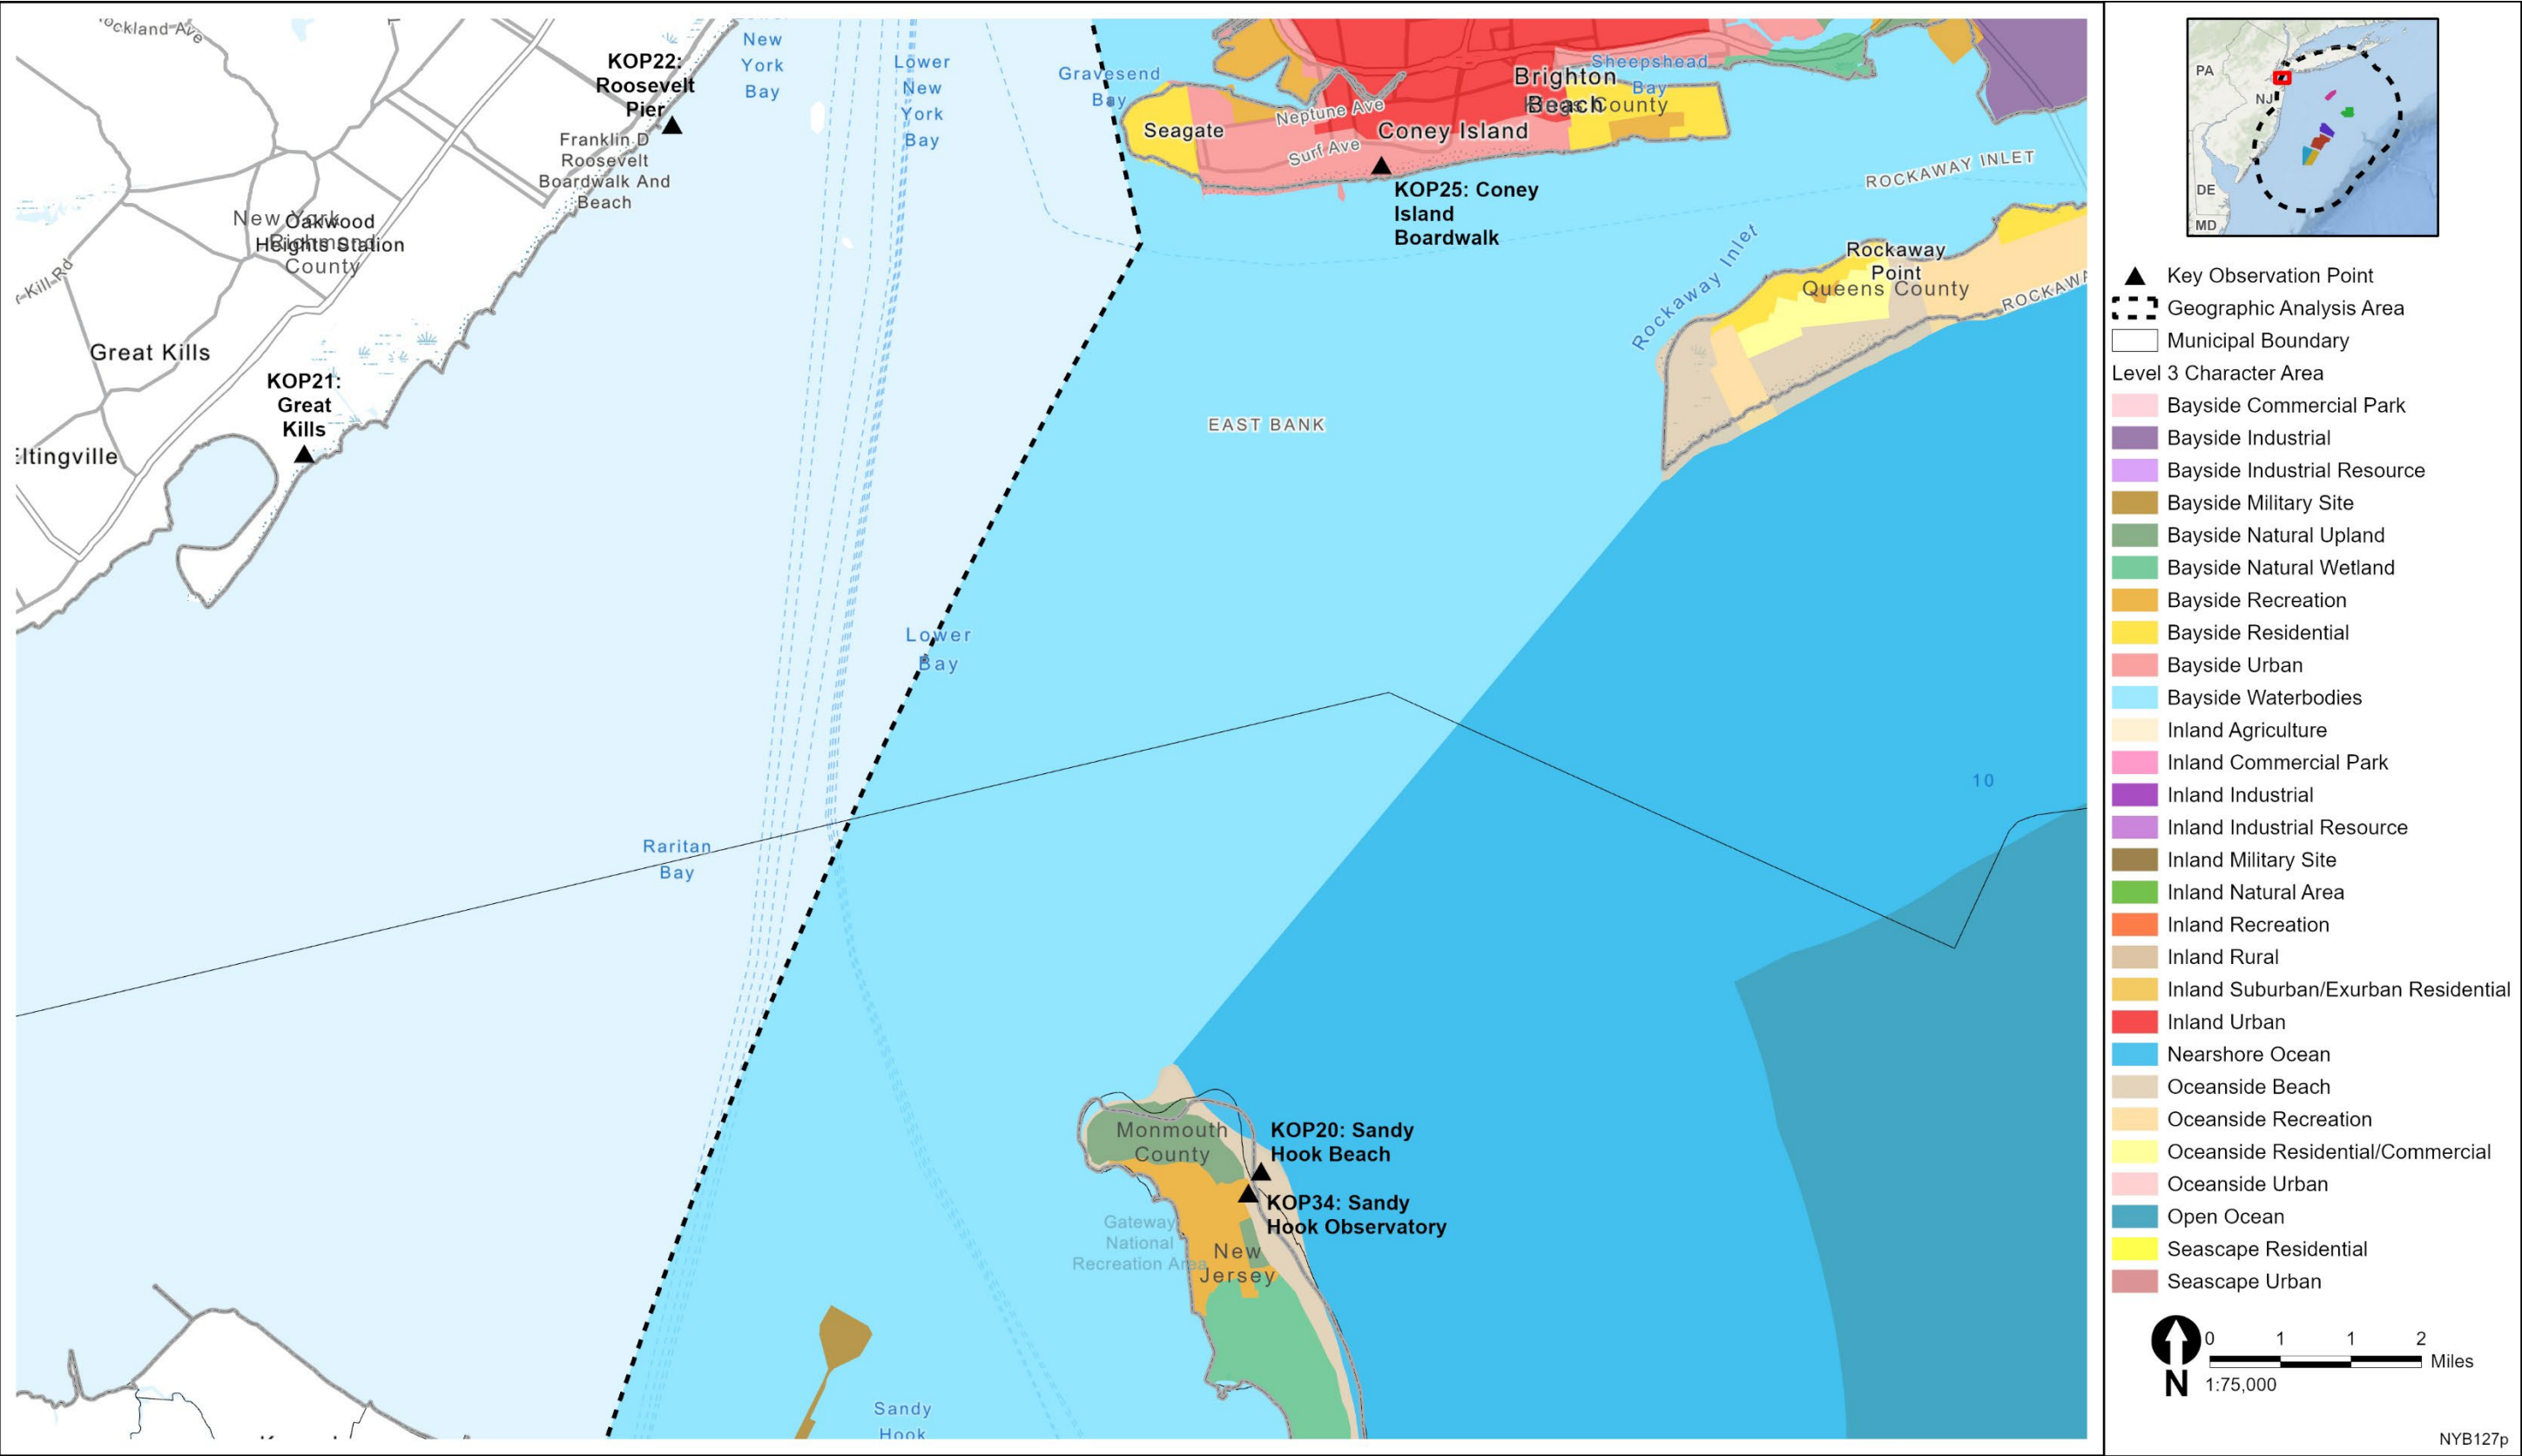 New
York
Bay
Lower
New
York
Bay
Gravesend
Bay
KOP22:
Roosevelt
Pier
Franklin D
Roosevelt
Boardwalk And
Beach
Seagate
Neptune Ave
Surf Ave
Coney Island
Brighton
Beach
Sheepshead
Bay
County
KOP25: Coney
Island
Boardwalk
ROCKAWAY INLET
Rockaway Inlet
Rockaway
Point
Queens County
ROCKAWA
New York
Oakwood
Heights Station
Richmond
County
Great Kills
KOP21:
Great
Kills
Eltingville
EAST BANK
Lower
Bay
Raritan
Bay
10
Monmouth
County
KOP20: Sandy
Hook Beach
KOP34: Sandy
Hook Observatory
Gateway
National
Recreation Area
New
Jersey
Sandy
Hook
PA
NJ
DE
MD
Key Observation Point
Geographic Analysis Area
Municipal Boundary
Level 3 Character Area
Bayside Commercial Park
Bayside Industrial
Bayside Industrial Resource
Bayside Military Site
Bayside Natural Upland
Bayside Natural Wetland
Bayside Recreation
Bayside Residential
Bayside Urban
Bayside Waterbodies
Inland Agriculture
Inland Commercial Park
Inland Industrial
Inland Industrial Resource
Inland Military Site
Inland Natural Area
Inland Recreation
Inland Rural
Inland Suburban/Exurban Residential
Inland Urban
Nearshore Ocean
Oceanside Beach
Oceanside Recreation
Oceanside Residential/Commercial
Oceanside Urban
Open Ocean
Seascape Residential
Seascape Urban
0 1 1 2
Miles
N 1:75,000
NYB127p